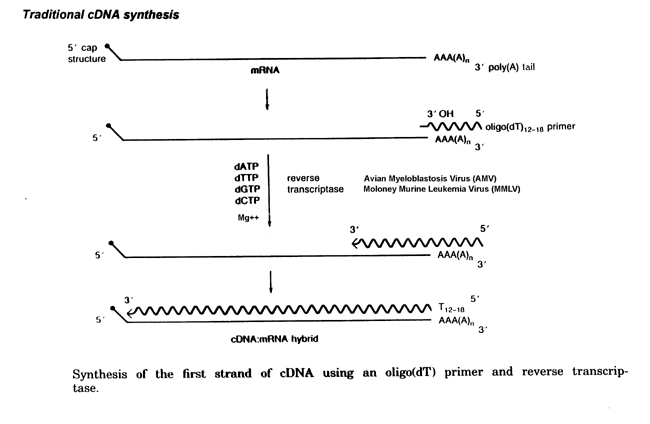 Traditional cDNA synthesis
5′ cap
structure
AAA(A)n
3′ poly(A) tail
mRNA
3′ OH 5′
oligo(dT)12-18 primer
5′
AAA(A)n
3′
dATP
dTTP
dGTP
dCTP
Mg++
reverse
transcriptase
Avian Myeloblastosis Virus (AMV)
Moloney Murine Leukemia Virus (MMLV)
3′ 5′
5′
AAA(A)n
3′
3′ 5′
T12-18
5′
AAA(A)n
3′
cDNA:mRNA hybrid
Synthesis of the first strand of cDNA using an oligo(dT) primer and reverse transcrip-
tase.